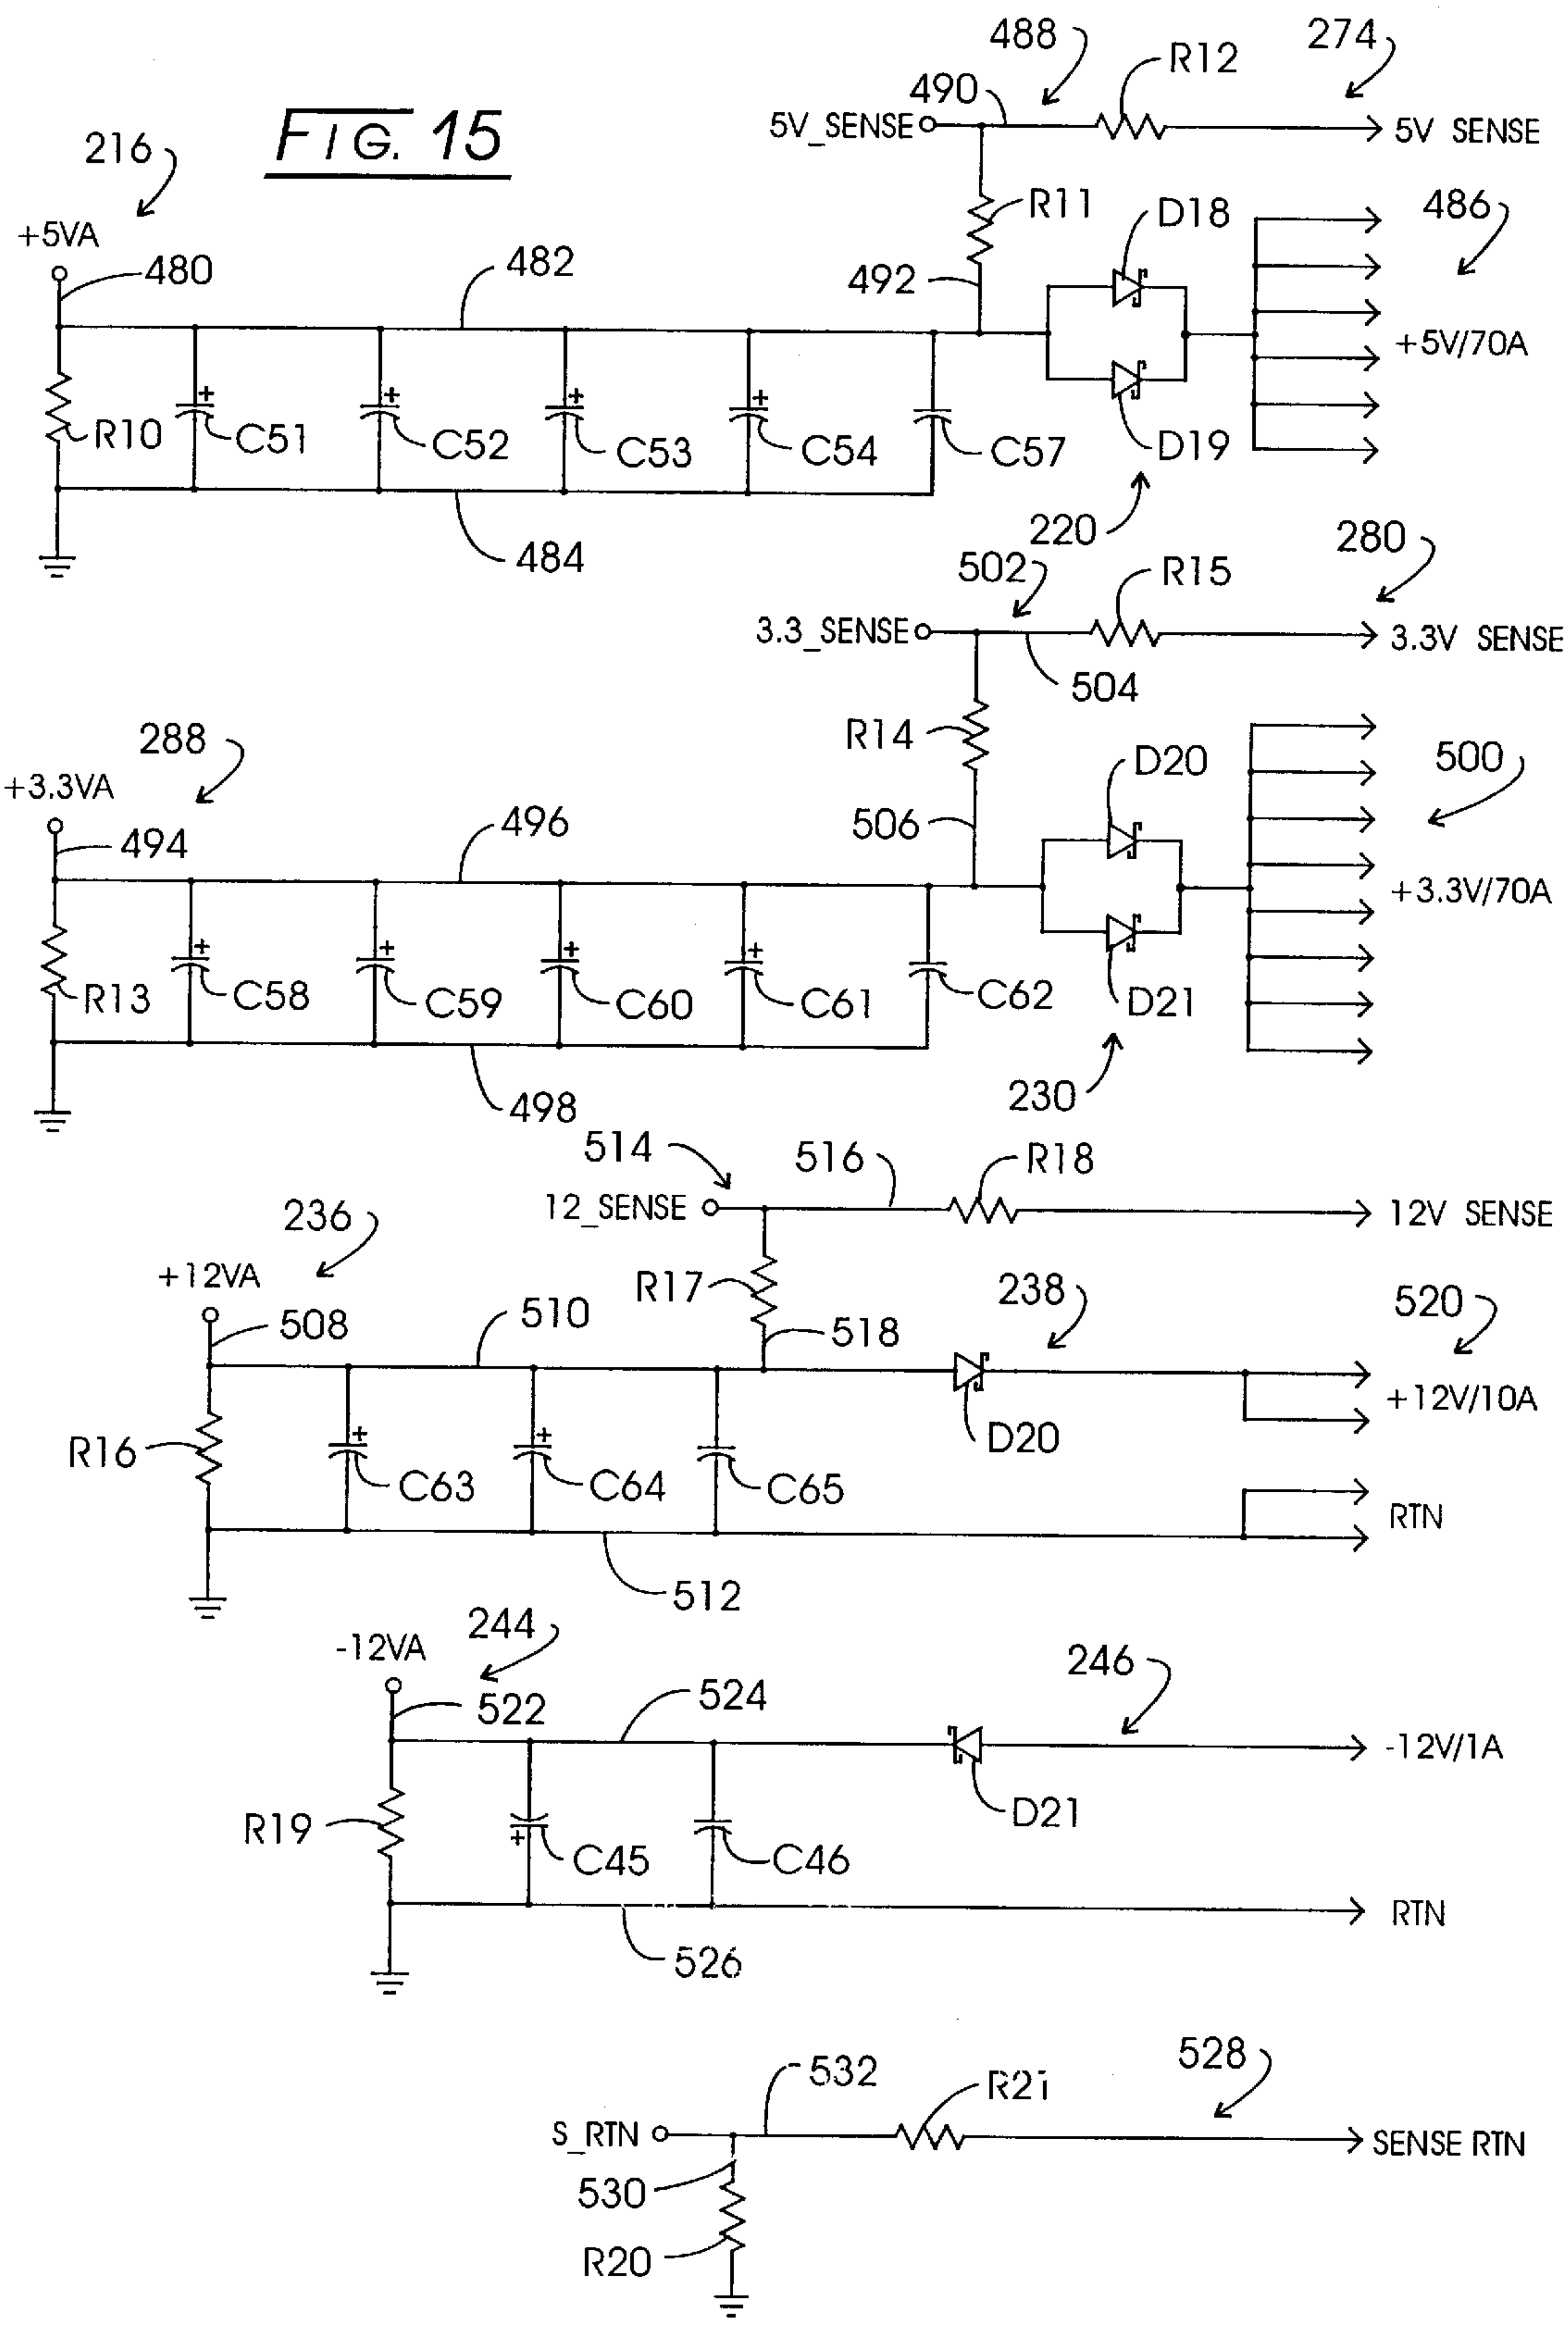 FIG. 15
488
274
R12
490
5V_SENSE
5V SENSE
216
R11
D18
486
+5VA
480
482
492
+5V/70A
R10
C51
C52
C53
C54
C57
D19
484
220
280
502
R15
3.3_SENSE
3.3V SENSE
504
288
R14
D20
500
+3.3VA
494
496
506
+3.3V/70A
R13
C58
C59
C60
C61
C62
D21
498
230
514
516
R18
12_SENSE
12V SENSE
236
R17
238
520
+12VA
508
510
518
+12V/10A
D20
R16
C63
C64
C65
RTN
512
-12VA
244
246
522
524
-12V/1A
D21
R19
C45
C46
RTN
526
532
R21
528
S_RTN
SENSE RTN
530
R20